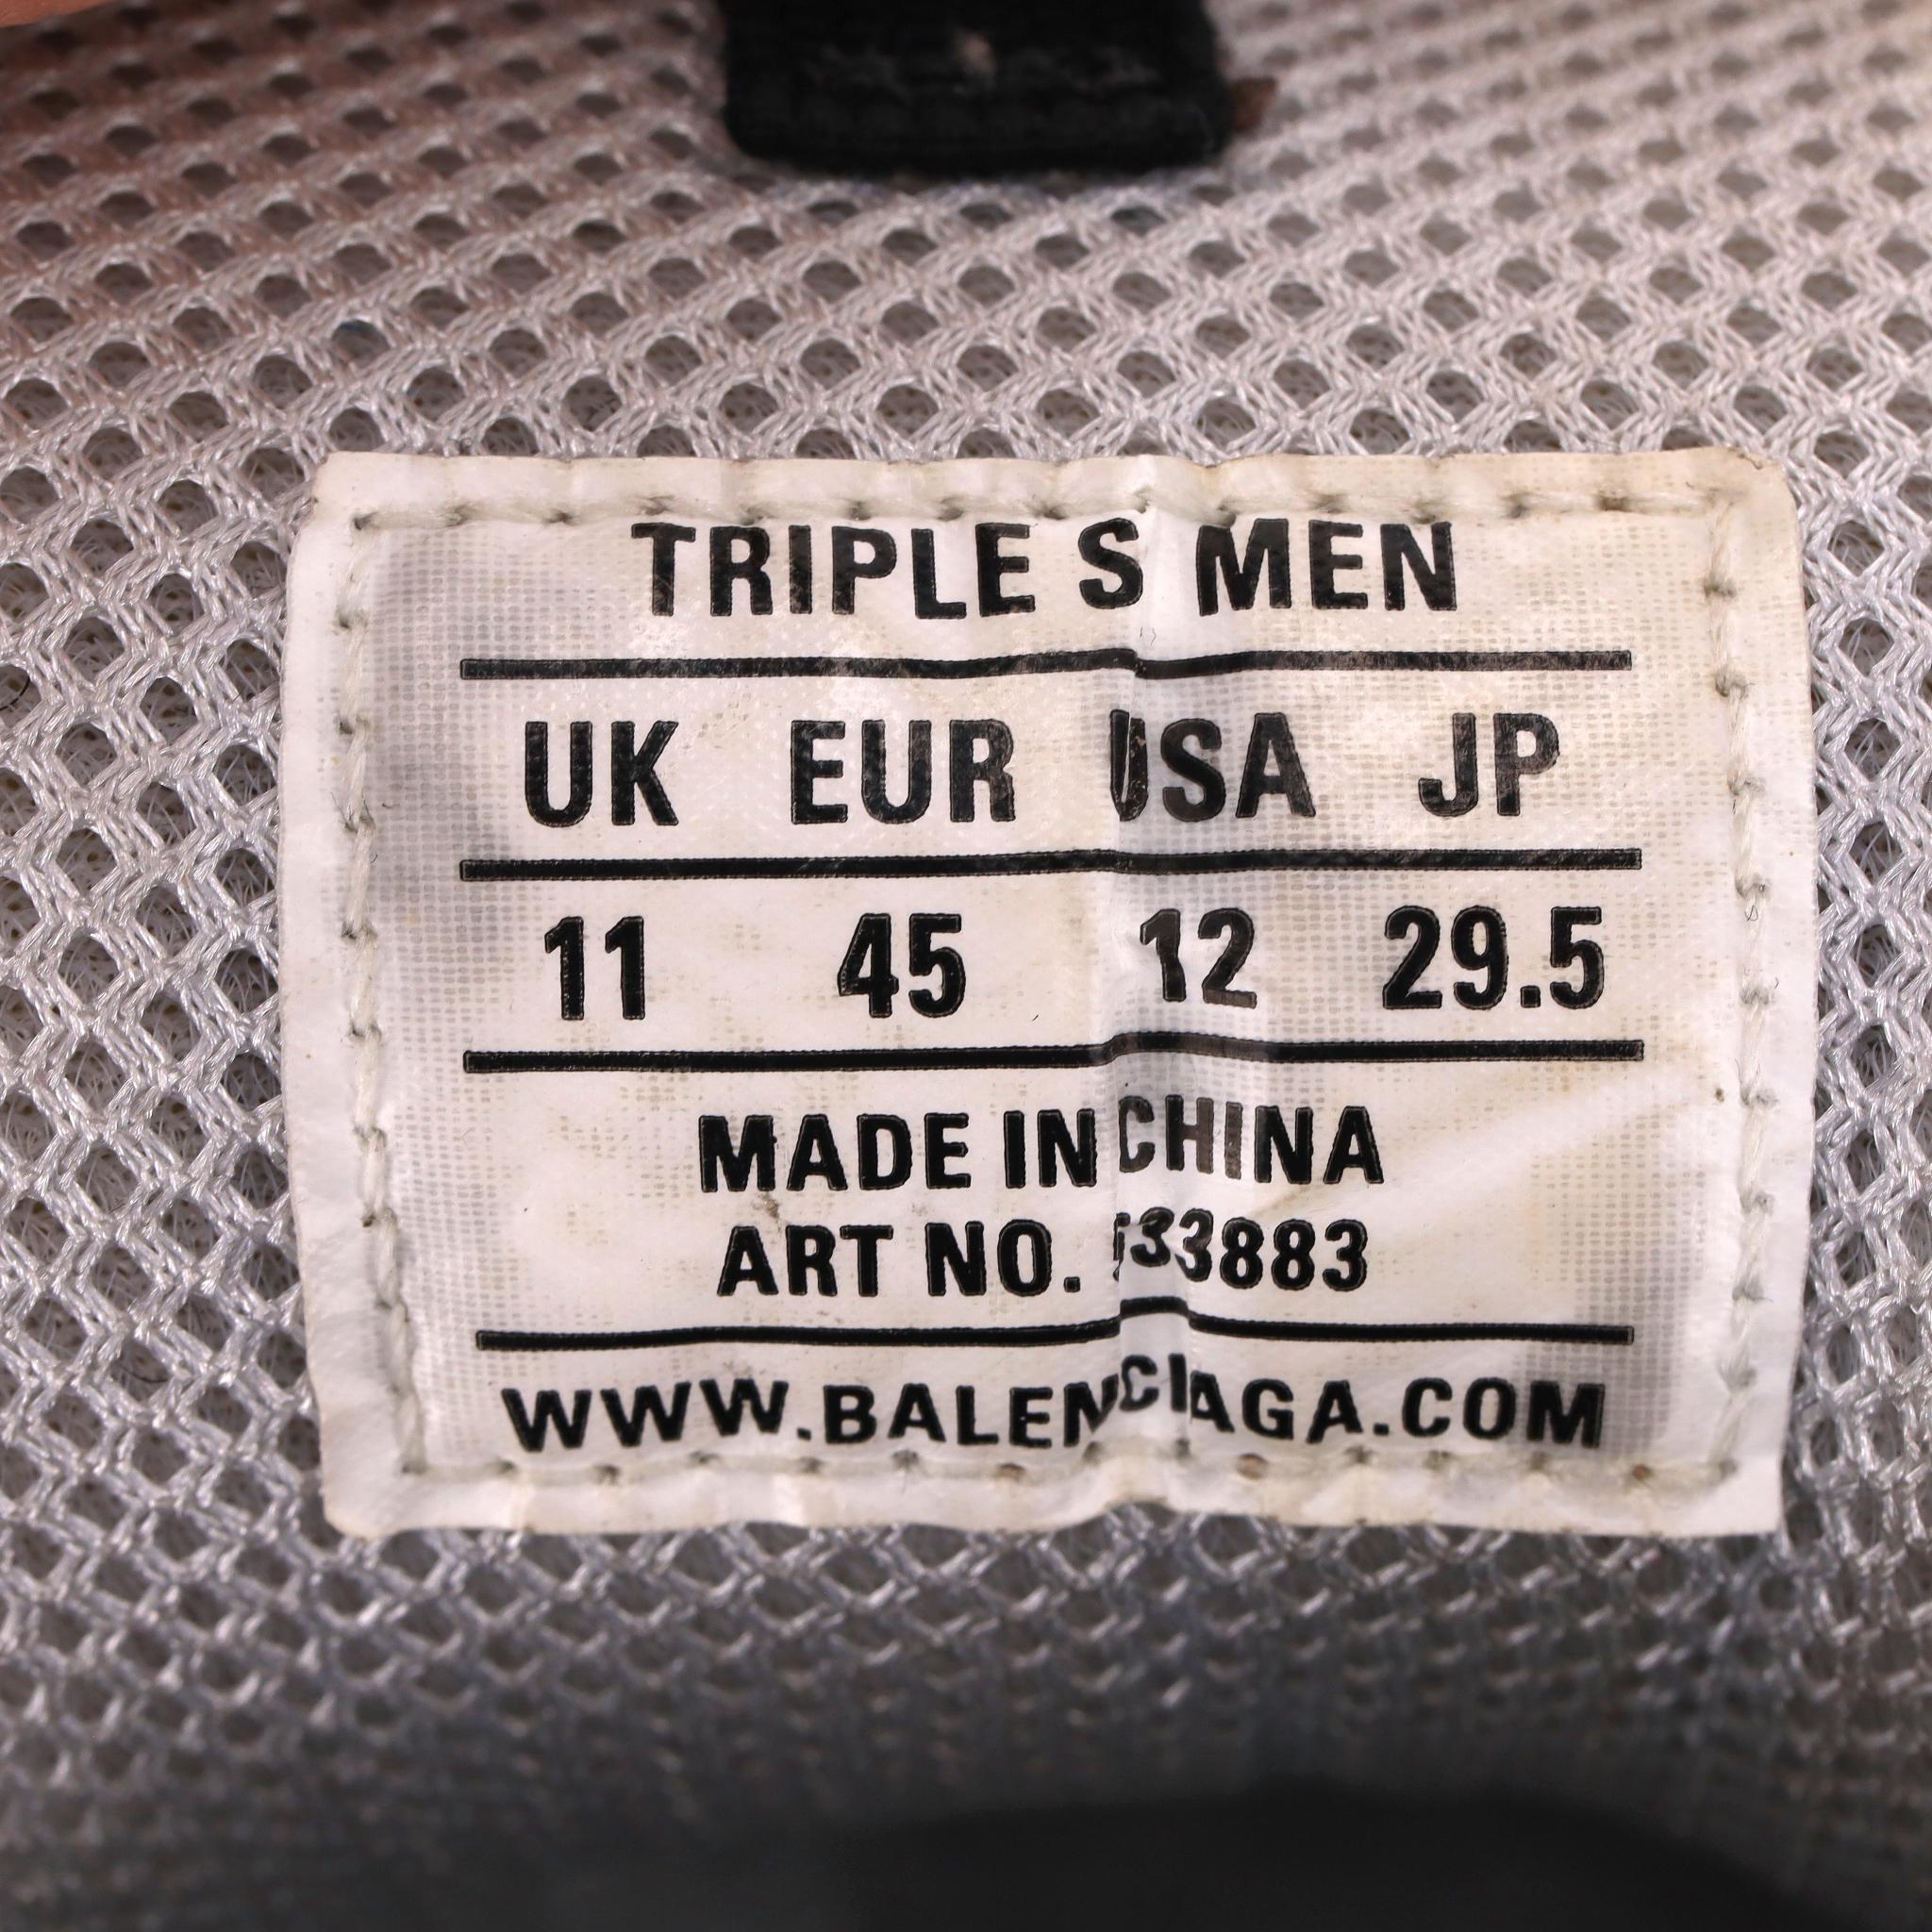 TRIPLE S MEN
UK EUR USA JP
11 45 12 29.5
MADE IN CHINA
ART NO. 533883
WWW.BALENCIAGA.COM